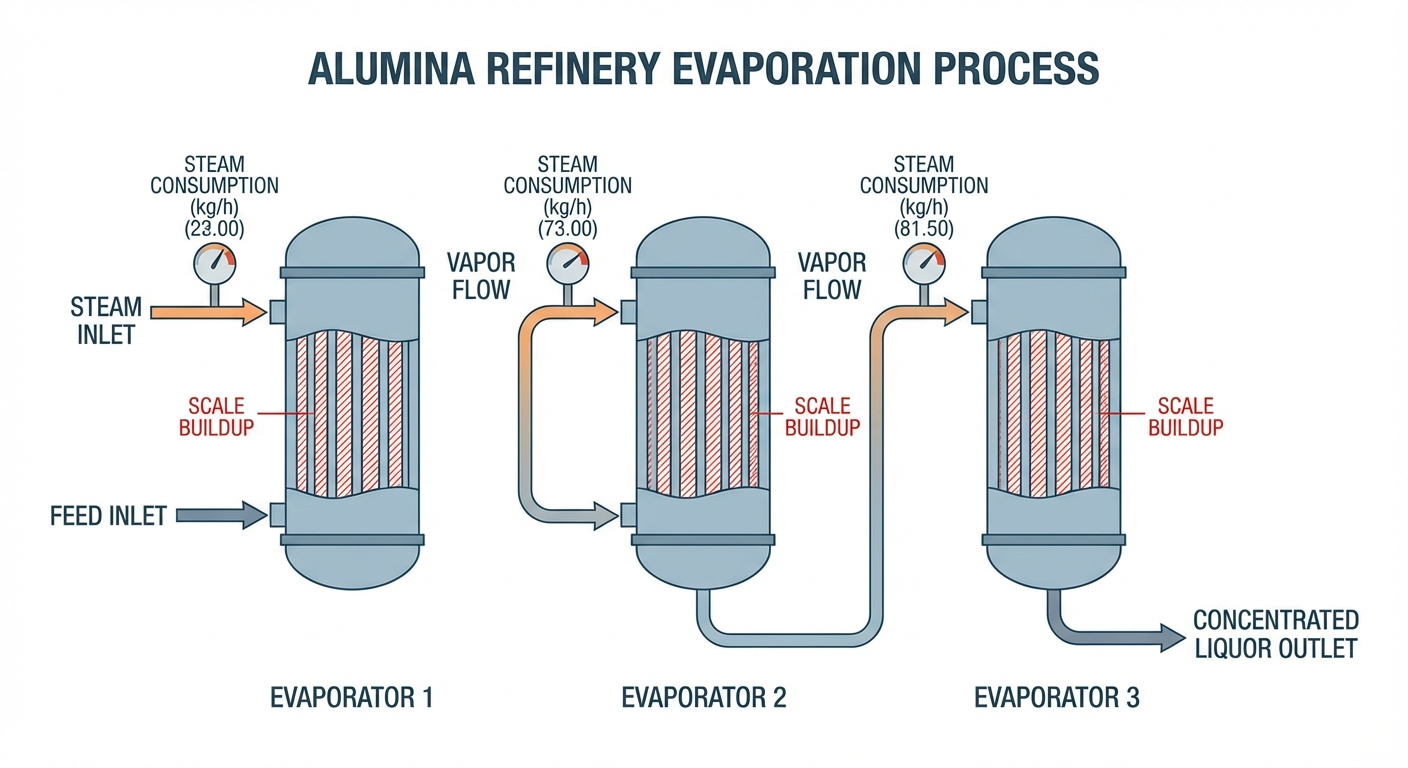 ALUMINA REFINERY EVAPORATION PROCESS
STEAM
CONSUMPTION
(kg/h)
(23.00)
STEAM
CONSUMPTION
(kg/h)
(73.00)
STEAM
CONSUMPTION
(kg/h)
(81.50)
VAPOR
FLOW
VAPOR
FLOW
STEAM
INLET
SCALE
BUILDUP
SCALE
BUILDUP
SCALE
BUILDUP
FEED INLET
CONCENTRATED
LIQUOR OUTLET
EVAPORATOR 1
EVAPORATOR 2
EVAPORATOR 3